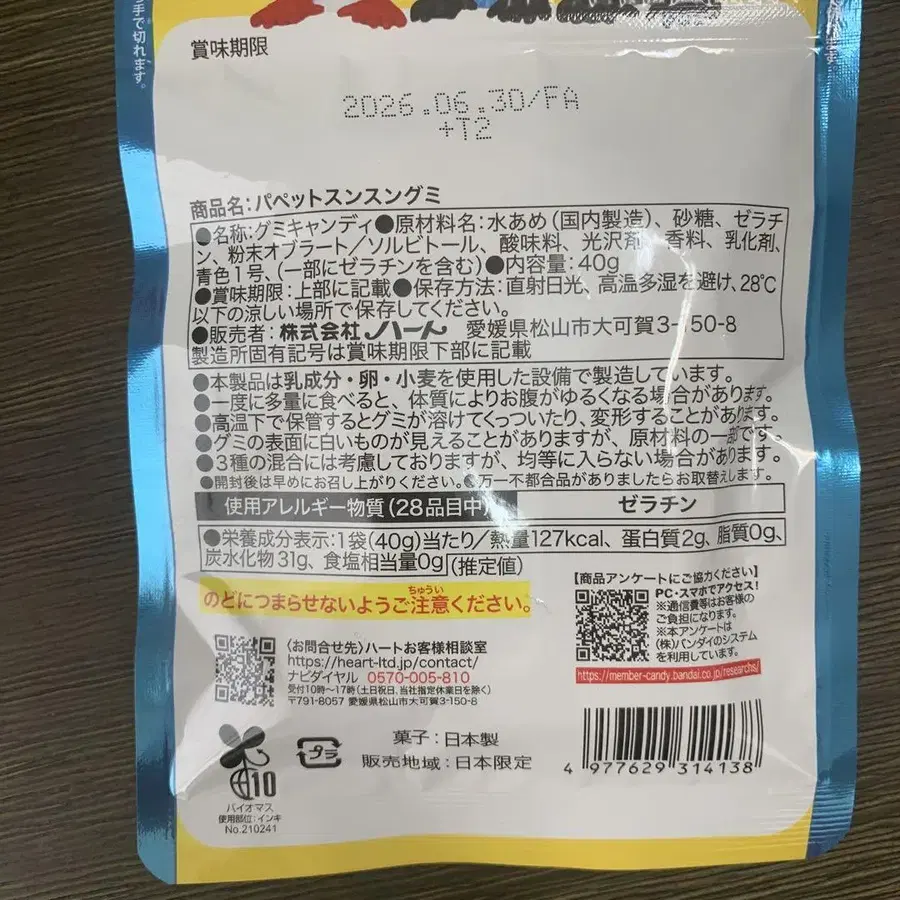 手で切れます。
賞味期限
2026.06.30/FA
+T2
商品名:パペットスンスングミ
●名称:グミキャンディ●原材料名:水あめ(国内製造)、砂糖、ゼラチ
ン、粉末オブラート/ソルビトール、酸味料、光沢剤、香料、乳化剤、
青色1号、(一部にゼラチンを含む)●内容量:40g
●賞味期限:上部に記載●保存方法:直射日光、高温多湿を避け、28℃
以下の涼しい場所で保存してください。
●販売者:株式会社ハート 愛媛県松山市大可賀3-150-8
製造所固有記号は賞味期限下部に記載
●本製品は乳成分・卵・小麦を使用した設備で製造しています。
●一度に多量に食べると、体質によりお腹がゆるくなる場合があります。
●高温下で保管するとグミが溶けてくっついたり、変形することがあります。
●グミの表面に白いものが見えることがありますが、原材料の一部です。
●3種の混合には考慮しておりますが、均等に入らない場合があります。
●開封後は早めにお召し上がりください。●万一不都合品がありましたらお取替えします。
使用アレルギー物質(28品目中) ゼラチン
●栄養成分表示:1袋(40g)当たり/熱量127kcal、蛋白質2g、脂質0g、
炭水化物31g、食塩相当量0g(推定値)
のどにつまらせないようご注意ください。
ちゅうい
【商品アンケートにご協力ください】
PC・スマホでアクセス!
※通信費等はお客様の
ご負担になります。
※本アンケートは
(株)バンダイのシステム
を利用しています。
https://member-candy.bandai.co.jp/researchs/
〈お問合せ先〉ハートお客様相談室
https://heart-ltd.jp/contact/
ナビダイヤル 0570-005-810
受付10時~17時(土日祝日、当社指定休業日を除く)
〒791-8057 愛媛県松山市大可賀3-150-8
10
バイオマス
使用部位:インキ
No.210241
プラ
菓子:日本製
販売地域:日本限定
4 977629 314138